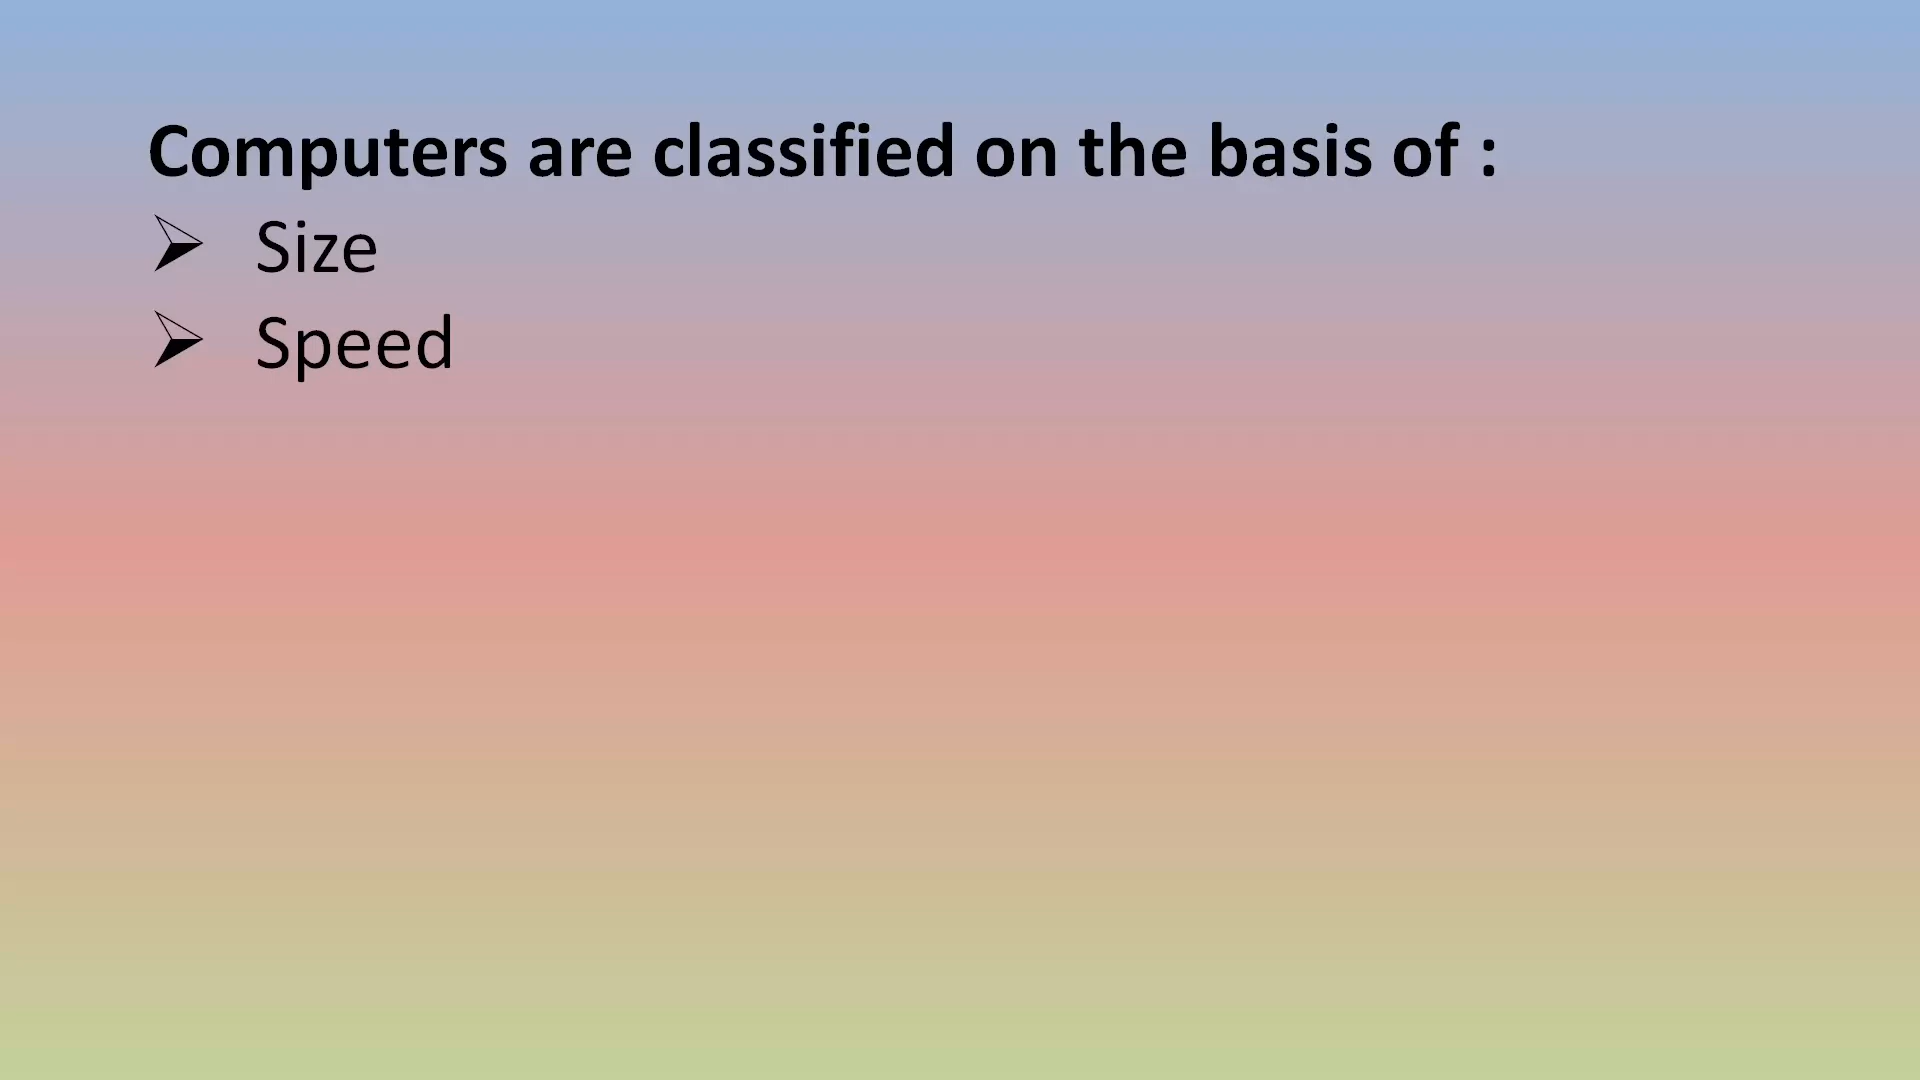 Computers are classified on the basis of :
➢ Size
➢ Speed